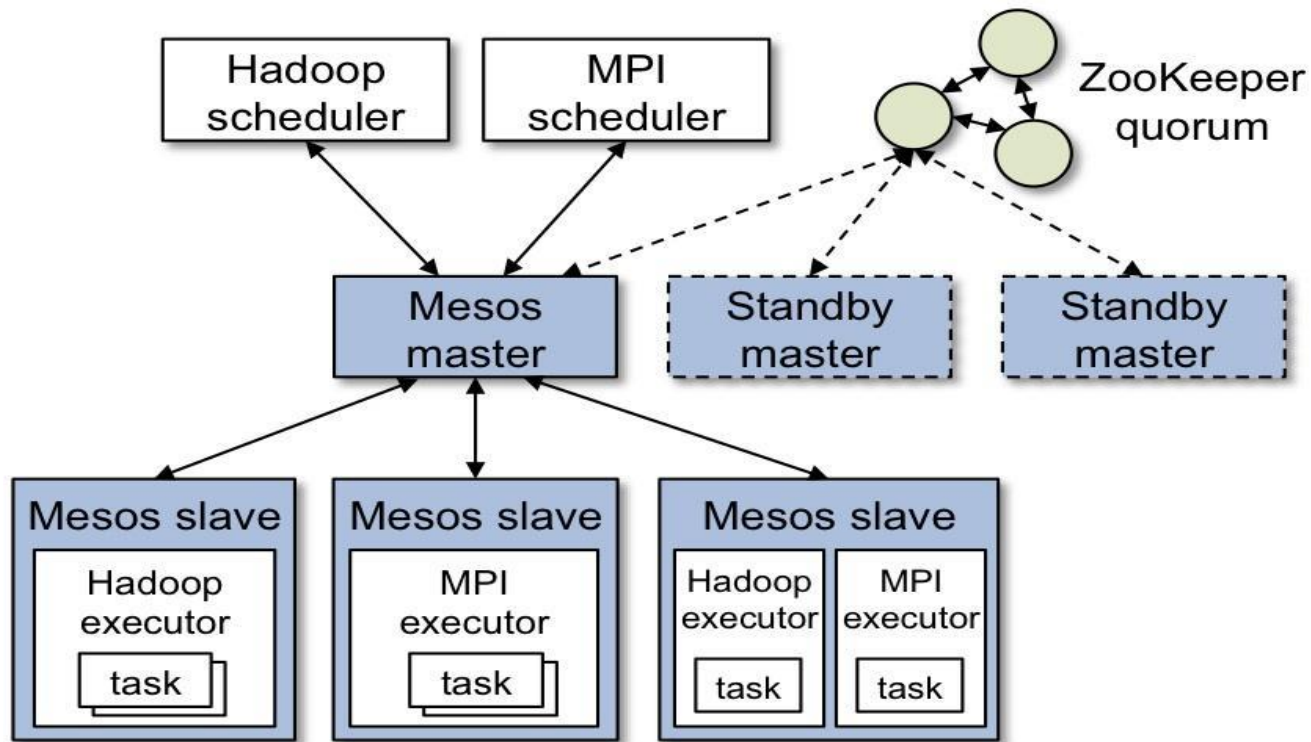 Hadoop
scheduler
MPI
scheduler
ZooKeeper
quorum
Mesos
master
Standby
master
Standby
master
Mesos slave
Hadoop
executor
task
Mesos slave
MPI
executor
task
Mesos slave
Hadoop
executor
task
MPI
executor
task